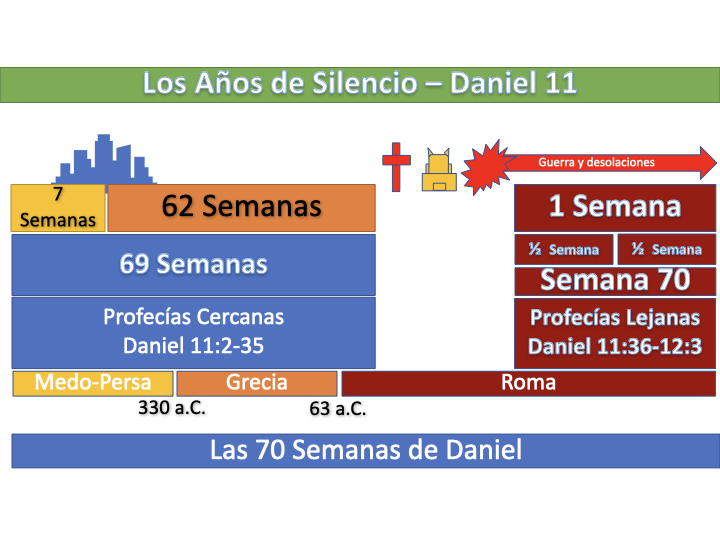 Los Años de Silencio – Daniel 11
Guerra y desolaciones
7
Semanas
62 Semanas
1 Semana
69 Semanas
½ Semana
½ Semana
Semana 70
Profecías Cercanas
Daniel 11:2-35
Profecías Lejanas
Daniel 11:36-12:3
Medo-Persa
Grecia
Roma
330 a.C.
63 a.C.
Las 70 Semanas de Daniel